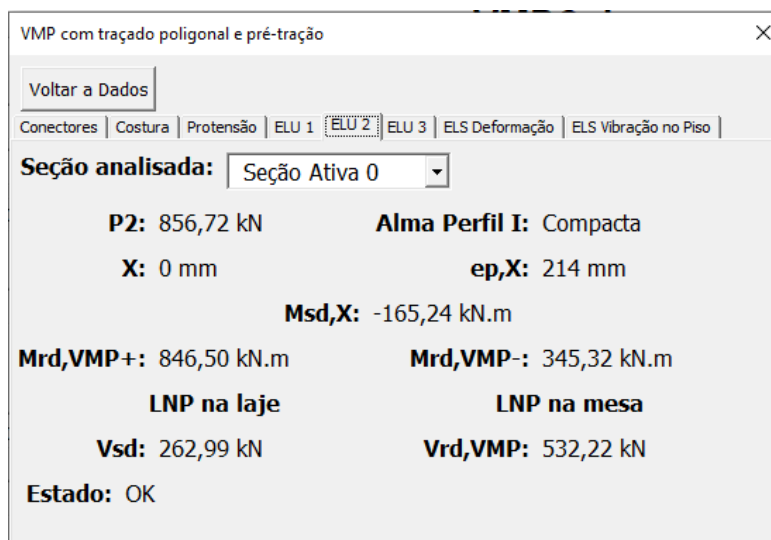 VMP com traçado poligonal e pré-tração
Voltar a Dados
Conectores Costura Protensão ELU 1 ELU 2 ELU 3 ELS Deformação ELS Vibração no Piso
Seção analisada: Seção Ativa 0
P2: 856,72 kN Alma Perfil I: Compacta
X: 0 mm ep,X: 214 mm
Msd,X: -165,24 kN.m
Mrd,VMP+: 846,50 kN.m Mrd,VMP-: 345,32 kN.m
LNP na laje LNP na mesa
Vsd: 262,99 kN Vrd,VMP: 532,22 kN
Estado: OK